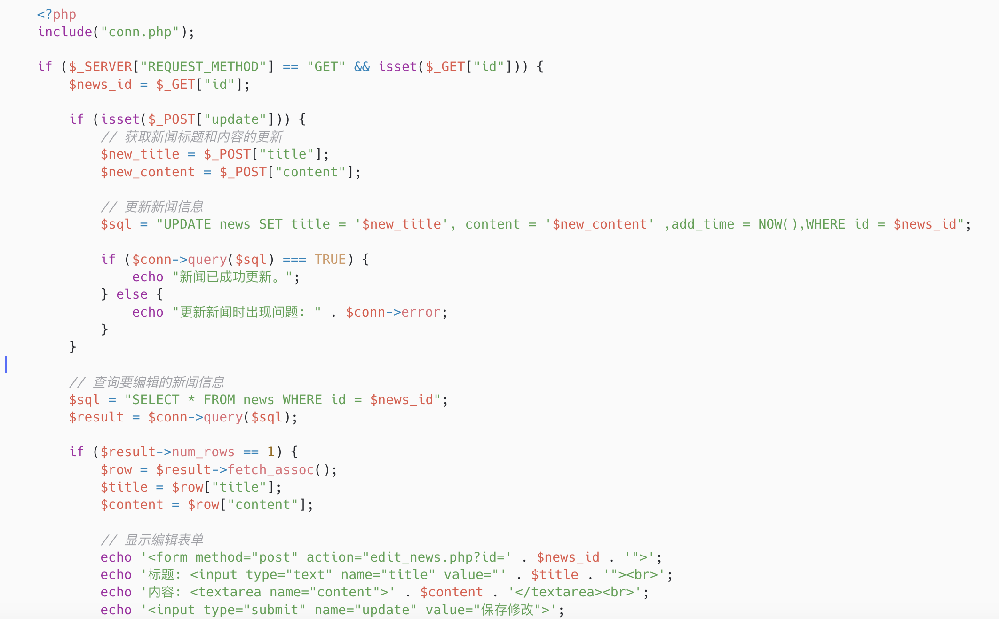 <?php
include("conn.php");
if ($_SERVER["REQUEST_METHOD"] == "GET" && isset($_GET["id"])) {
$news_id = $_GET["id"];
if (isset($_POST["update"])) {
// 获取新闻标题和内容的更新
$new_title = $_POST["title"];
$new_content = $_POST["content"];
// 更新新闻信息
$sql = "UPDATE news SET title = '$new_title', content = '$new_content' ,add_time = NOW(),WHERE id = $news_id";
if ($conn->query($sql) === TRUE) {
echo "新闻已成功更新。";
} else {
echo "更新新闻时出现问题: " . $conn->error;
}
}
// 查询要编辑的新闻信息
$sql = "SELECT * FROM news WHERE id = $news_id";
$result = $conn->query($sql);
if ($result->num_rows == 1) {
$row = $result->fetch_assoc();
$title = $row["title"];
$content = $row["content"];
// 显示编辑表单
echo '<form method="post" action="edit_news.php?id=' . $news_id . '">';
echo '标题: <input type="text" name="title" value="' . $title . '"><br>';
echo '内容: <textarea name="content">' . $content . '</textarea><br>';
echo '<input type="submit" name="update" value="保存修改">';